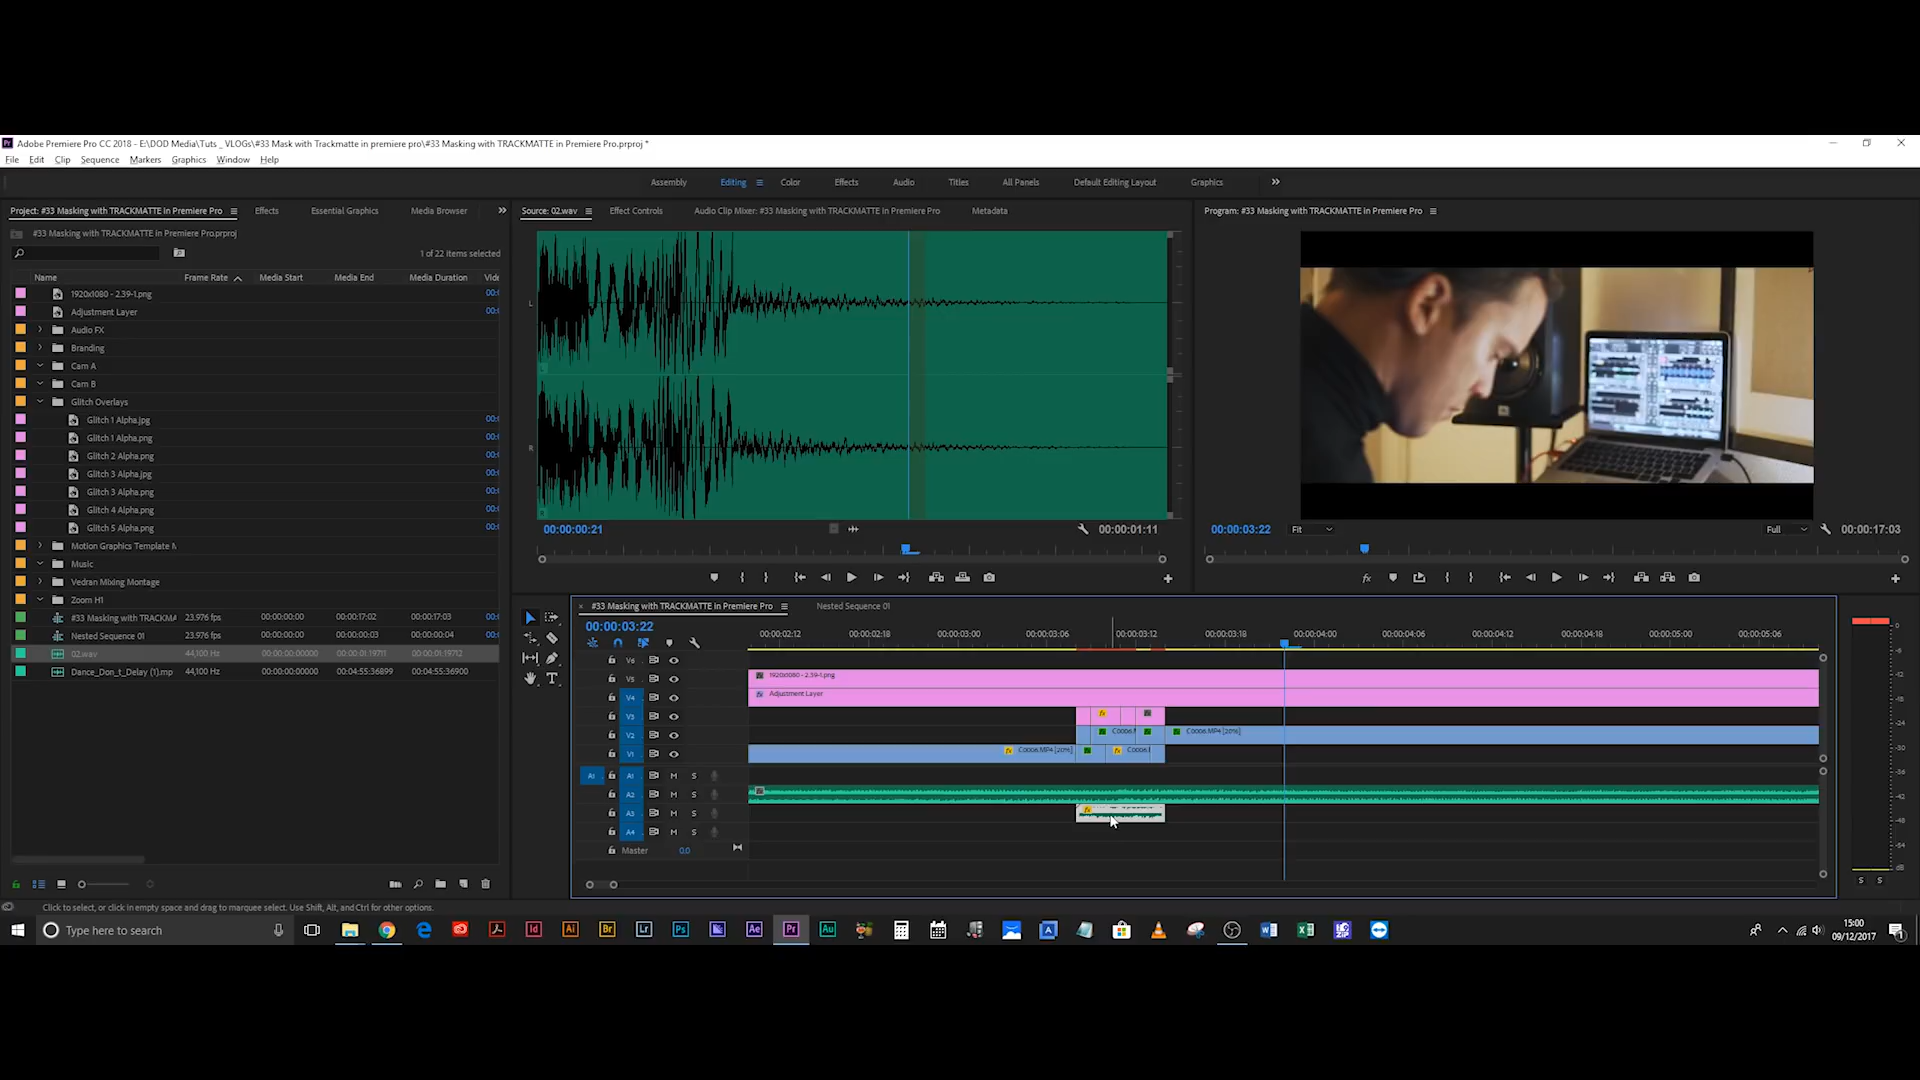 Adobe Premiere Pro CC 2018 - E:\DOD Media\Tuts _ VLOGs\#33 Mask with Trackmatte in premiere pro\#33 Masking with TRACKMATTE in Premiere Pro.prproj *
File Edit Clip Sequence Markers Graphics Window Help
Assembly Editing Color Effects Audio Titles All Panels Default Editing Layout Graphics
Project: #33 Masking with TRACKMATTE in Premiere Pro Effects Essential Graphics Media Browser
#33 Masking with TRACKMATTE in Premiere Pro.prproj
1 of 22 items selected
Name Frame Rate Media Start Media End Media Duration
1920x1080 - 2.39-1.png
Adjustment Layer
Audio FX
Branding
Cam A
Cam B
Glitch Overlays
Glitch 1 Alpha.jpg
Glitch 1 Alpha.png
Glitch 2 Alpha.png
Glitch 3 Alpha.jpg
Glitch 3 Alpha.png
Glitch 4 Alpha.png
Glitch 5 Alpha.png
Motion Graphics Template M
Music
Vedran Mixing Montage
Zoom H1
#33 Masking with TRACKMA 23.976 fps 00:00:00:00 00:00:17:02 00:00:17:03
Nested Sequence 01 23.976 fps 00:00:00:00 00:00:00:03 00:00:00:04
02.wav 44,100 Hz 00:00:00:00000 00:00:01:19711 00:00:01:19712
Dance_Don_t_Delay (1).mp 44,100 Hz 00:00:00:00000 00:04:55:36899 00:04:55:36900
Source: 02.wav Effect Controls Audio Clip Mixer: #33 Masking with TRACKMATTE in Premiere Pro Metadata
L
R
00:00:00:21 00:00:01:11
Program: #33 Masking with TRACKMATTE in Premiere Pro
00:00:03:22 Fit Full 00:00:17:03
#33 Masking with TRACKMATTE in Premiere Pro Nested Sequence 01
00:00:03:22
00:00:02:12 00:00:02:18 00:00:03:00 00:00:03:06 00:00:03:12 00:00:03:18 00:00:04:00 00:00:04:06 00:00:04:12 00:00:04:18 00:00:05:00 00:00:05:06
V6
V5 1920x1080 - 2.39-1.png
V4 Adjustment Layer
V3
V2 C0006.M C0006.MP4 [20%]
V1 C0006.MP4 [20%] C0006.
A1 A1 M S
A2 M S
A3 M S
A4 M S
Master 0.0
S S
Click to select, or click in empty space and drag to marquee select. Use Shift, Alt, and Ctrl for other options.
Type here to search
15:00
09/12/2017